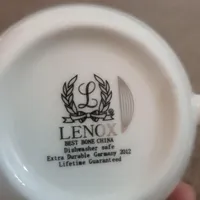 L
LENOX
BEST BONE CHINA
Dishwasher safe
Extra Durable Germany 2012
Lifetime Guaranteed